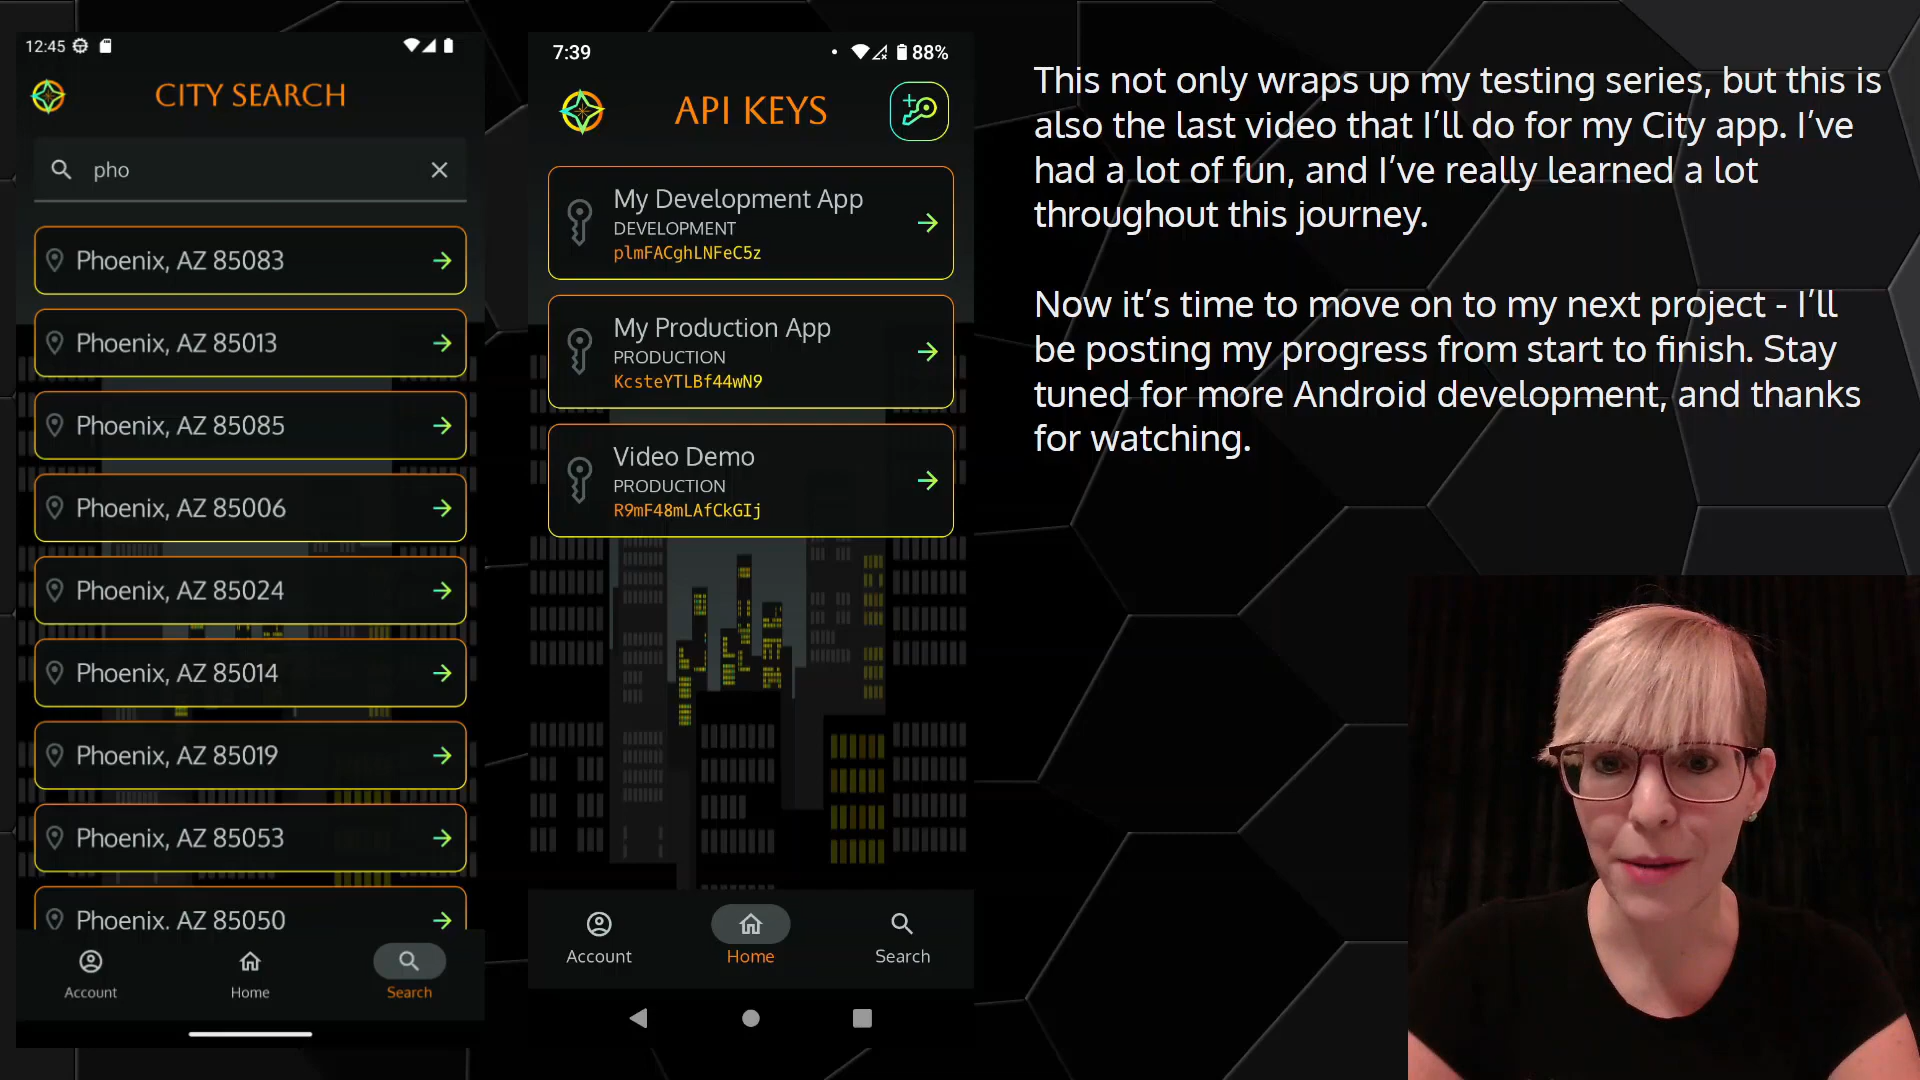 12:45
CITY SEARCH
pho
Phoenix, AZ 85083
Phoenix, AZ 85013
Phoenix, AZ 85085
Phoenix, AZ 85006
Phoenix, AZ 85024
Phoenix, AZ 85014
Phoenix, AZ 85019
Phoenix, AZ 85053
Phoenix, AZ 85050
Account
Home
Search
7:39
88%
API KEYS
My Development App
DEVELOPMENT
plmFACghLNFeC5z
My Production App
PRODUCTION
KcsteYTLBf44wN9
Video Demo
PRODUCTION
R9mF48mLAfCkGIj
Account
Home
Search
This not only wraps up my testing series, but this is
also the last video that I’ll do for my City app. I’ve
had a lot of fun, and I’ve really learned a lot
throughout this journey.
Now it’s time to move on to my next project - I’ll
be posting my progress from start to finish. Stay
tuned for more Android development, and thanks
for watching.